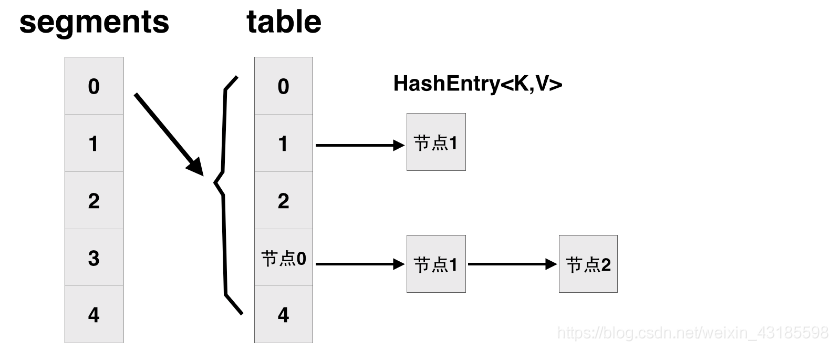 segments
table
0
1
2
3
4
0
1
2
节点0
4
HashEntry<K,V>
节点1
节点1
节点2
https://blog.csdn.net/weixin_43185598